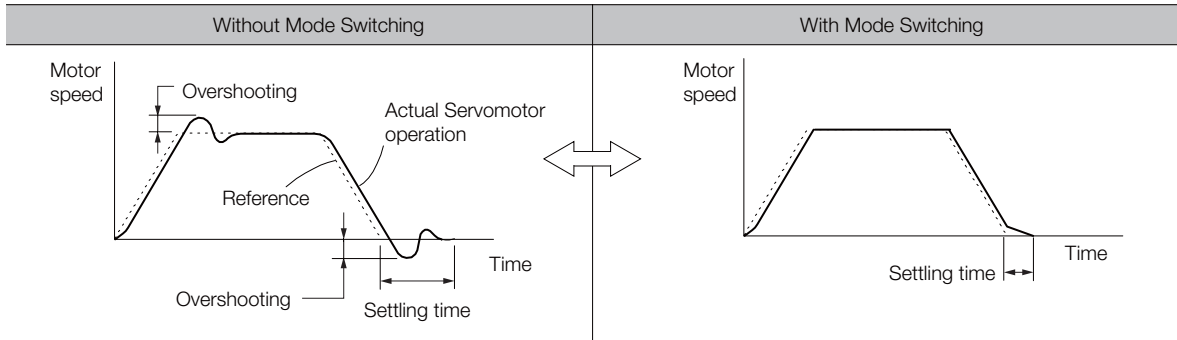 Without Mode Switching
With Mode Switching
Motor
speed
Overshooting
Actual Servomotor
operation
Reference
Time
Overshooting
Settling time
Motor
speed
Time
Settling time